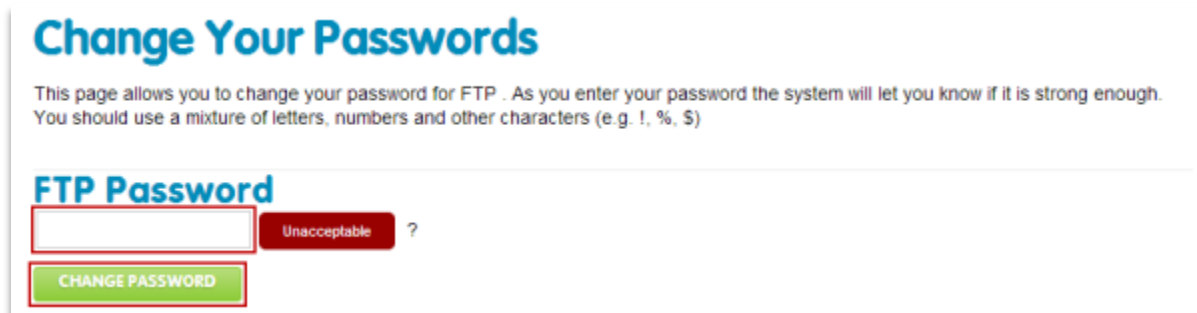 Change Your Passwords
This page allows you to change your password for FTP . As you enter your password the system will let you know if it is strong enough.
You should use a mixture of letters, numbers and other characters (e.g. !, %, $)
FTP Password
Unacceptable ?
CHANGE PASSWORD